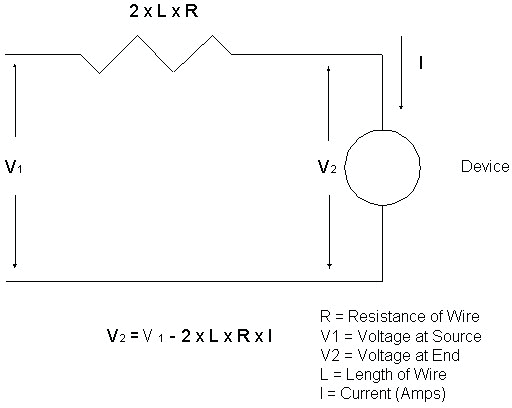 2 x L x R
I
V1
V2
Device
V2 = V 1 - 2 x L x R x I
R = Resistance of Wire
V1 = Voltage at Source
V2 = Voltage at End
L = Length of Wire
I = Current (Amps)